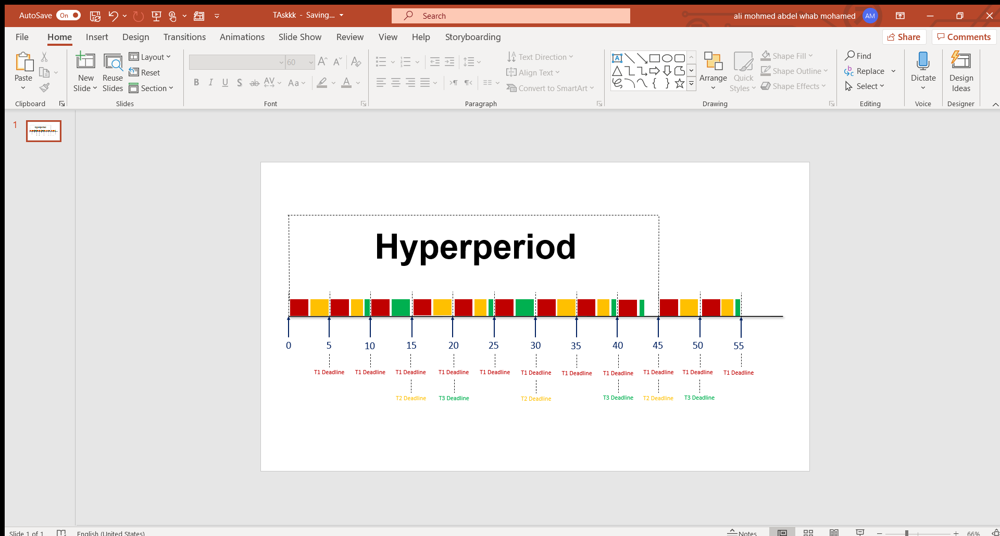 AutoSave On TAskkk - Saving... Search ali mohmed abdel whab mohamed AM
File Home Insert Design Transitions Animations Slide Show Review View Help Storyboarding Share Comments
Paste
Clipboard
New Slide
Reuse Slides
Layout
Reset
Section
Slides
60
B I U S ab AV Aa A
Font
Text Direction
Align Text
Convert to SmartArt
Paragraph
Arrange
Quick Styles
Shape Fill
Shape Outline
Shape Effects
Drawing
Find
Replace
Select
Editing
Dictate
Voice
Design Ideas
Designer
1
Hyperperiod
Hyperperiod
0 5 10 15 20 25 30 35 40 45 50 55
T1 Deadline T1 Deadline T1 Deadline T1 Deadline T1 Deadline T1 Deadline T1 Deadline T1 Deadline T1 Deadline T1 Deadline T1 Deadline
T2 Deadline T3 Deadline T2 Deadline T3 Deadline T2 Deadline T3 Deadline
Slide 1 of 1 English (United States) Notes 66%